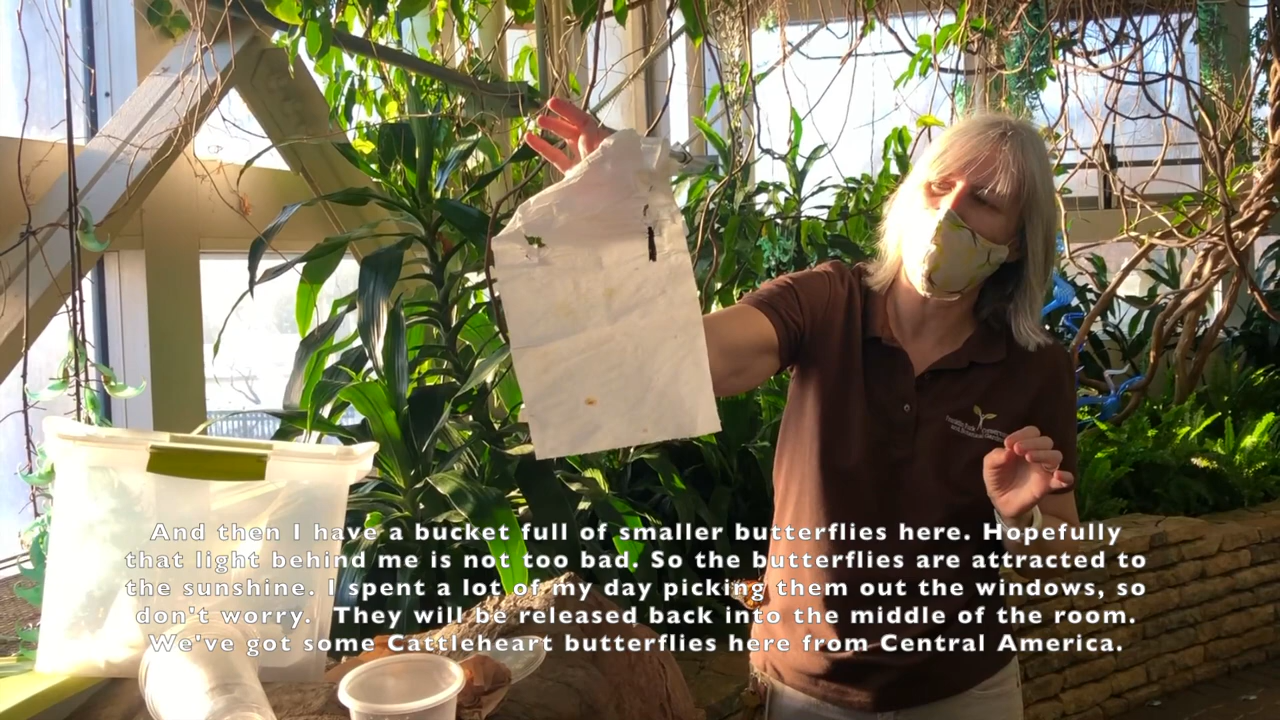 And then I have a bucket full of smaller butterflies here. Hopefully
that light behind me is not too bad. So the butterflies are attracted to
the sunshine. I spent a lot of my day picking them out the windows, so
don't worry. They will be released back into the middle of the room.
We've got some Cattleheart butterflies here from Central America.